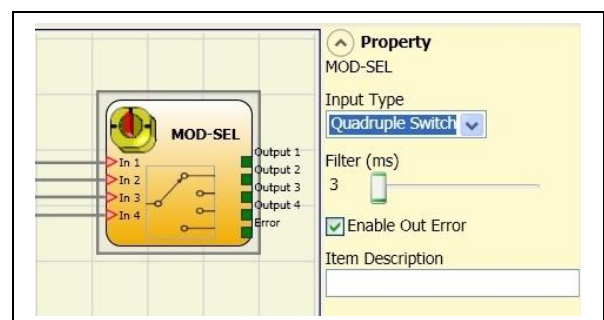 MOD-SEL
In 1
In 2
In 3
In 4
Output 1
Output 2
Output 3
Output 4
Error
Property
MOD-SEL
Input Type
Quadruple Switch
Filter (ms)
3
Enable Out Error
Item Description